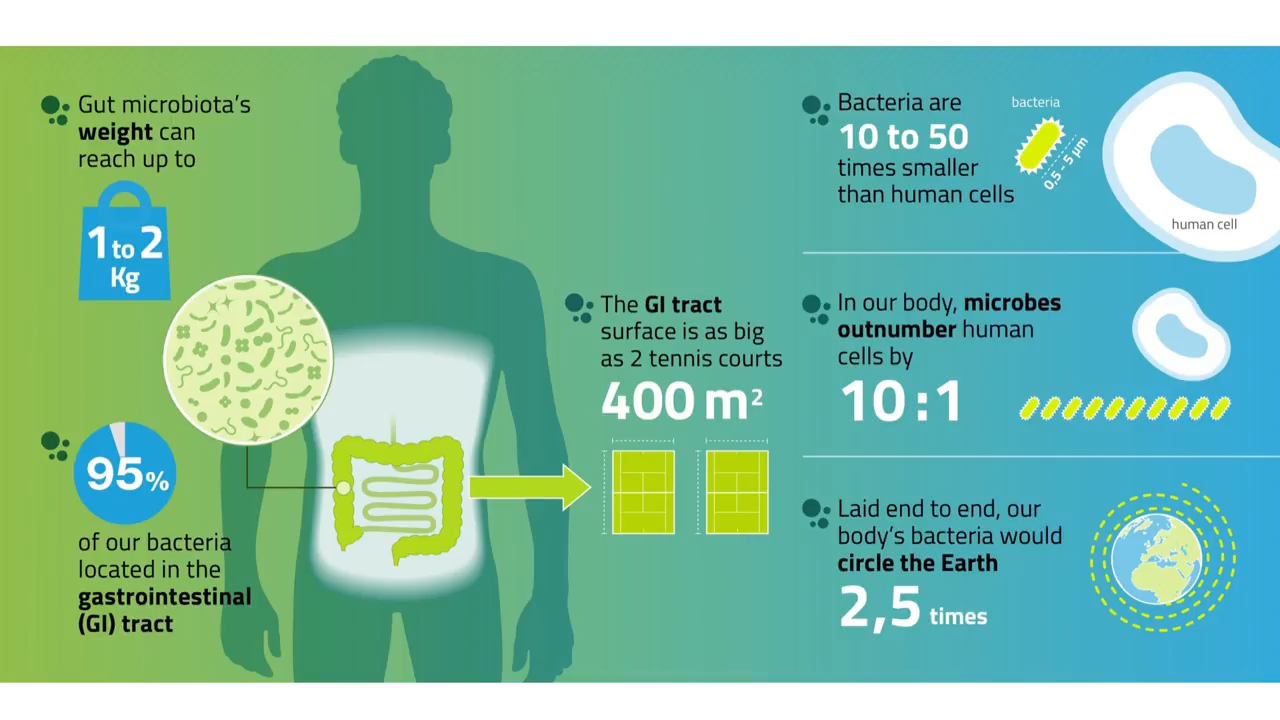 Gut microbiota's
weight can
reach up to
1 to 2
Kg
95%
of our bacteria
located in the
gastrointestinal
(GI) tract
The GI tract
surface is as big
as 2 tennis courts
400 m²
Bacteria are
10 to 50
times smaller
than human cells
bacteria
0,5 - 5 µm
human cell
In our body, microbes
outnumber human
cells by
10:1
Laid end to end, our
body's bacteria would
circle the Earth
2,5 times